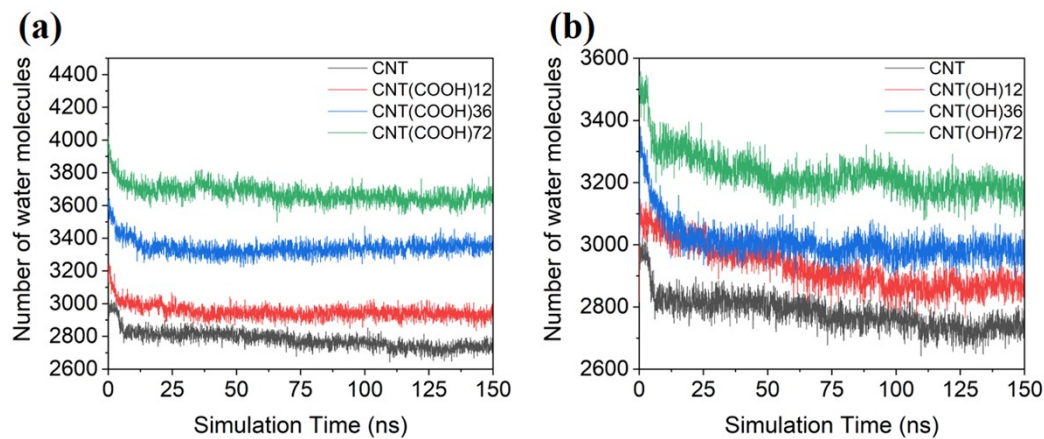 (a)
Number of water molecules
4400
4200
4000
3800
3600
3400
3200
3000
2800
2600
CNT
CNT(COOH)12
CNT(COOH)36
CNT(COOH)72
0 25 50 75 100 125 150
Simulation Time (ns)
(b)
Number of water molecules
3600
3400
3200
3000
2800
2600
CNT
CNT(OH)12
CNT(OH)36
CNT(OH)72
0 25 50 75 100 125 150
Simulation Time (ns)